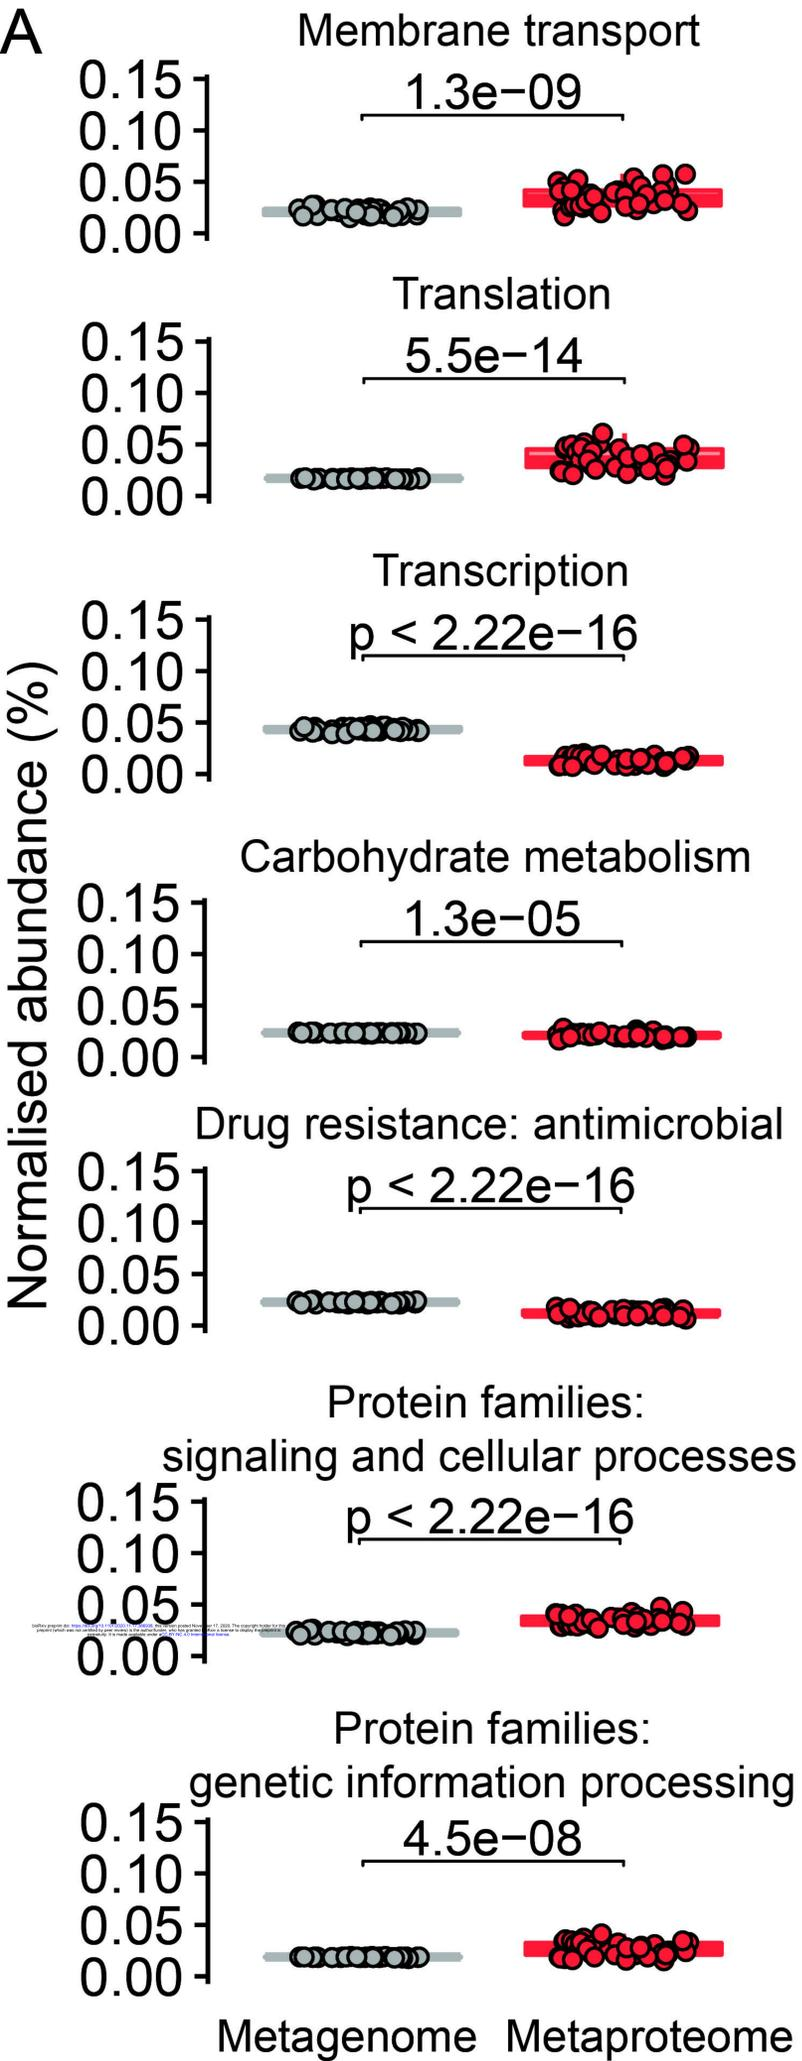 A
Membrane transport
0.15
1.3e−09
0.10
0.05
0.00
Translation
0.15
5.5e−14
0.10
0.05
0.00
Transcription
0.15
p < 2.22e−16
0.10
0.05
0.00
Normalised abundance (%)
Carbohydrate metabolism
0.15
1.3e−05
0.10
0.05
0.00
Drug resistance: antimicrobial
0.15
p < 2.22e−16
0.10
0.05
0.00
Protein families:
signaling and cellular processes
0.15
p < 2.22e−16
0.10
0.05
0.00
Protein families:
genetic information processing
0.15
4.5e−08
0.10
0.05
0.00
Metagenome Metaproteome